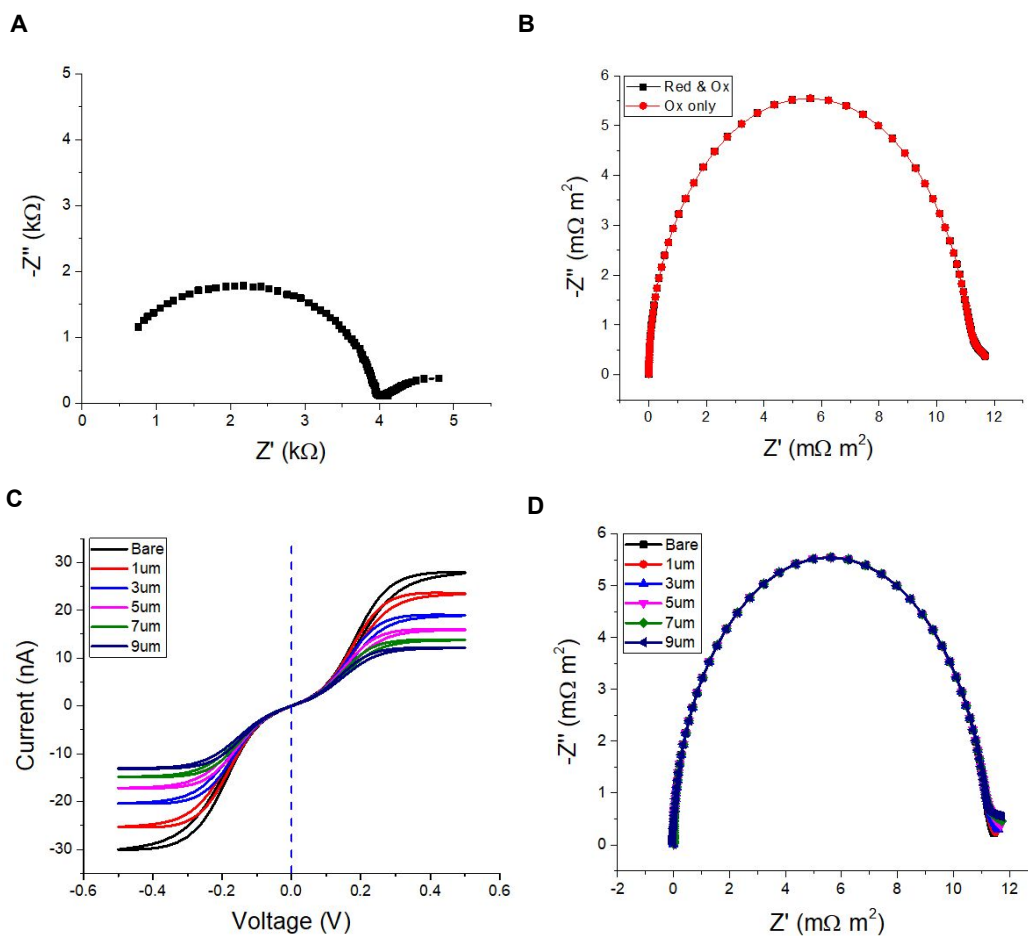 A
5
4
3
2
1
0
-Z" (kΩ)
0 1 2 3 4 5
Z' (kΩ)
B
6
5
4
3
2
1
0
-Z" (mΩ m²)
Red & Ox
Ox only
0 2 4 6 8 10 12
Z' (mΩ m²)
C
30
20
10
0
-10
-20
-30
Current (nA)
Bare
1um
3um
5um
7um
9um
-0.6 -0.4 -0.2 0.0 0.2 0.4 0.6
Voltage (V)
D
6
5
4
3
2
1
0
-Z" (mΩ m²)
Bare
1um
3um
5um
7um
9um
-2 0 2 4 6 8 10 12
Z' (mΩ m²)